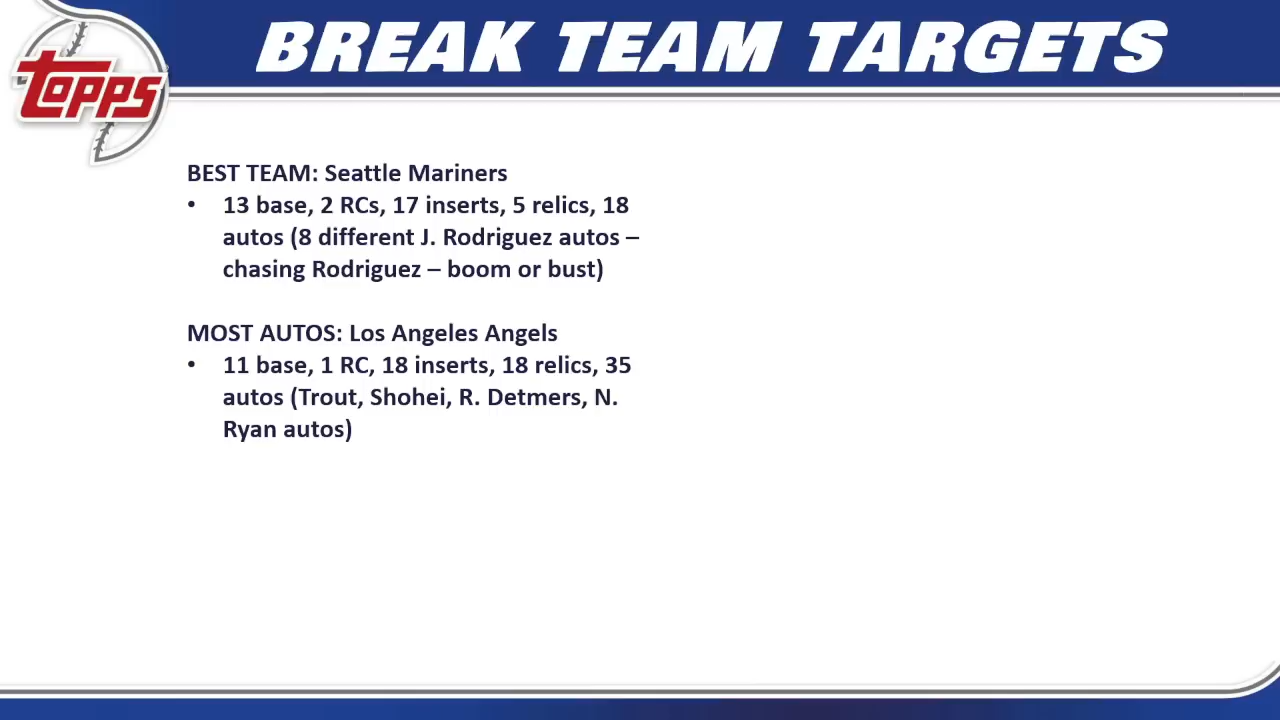 TOPPS
BREAK TEAM TARGETS
BEST TEAM: Seattle Mariners
• 13 base, 2 RCs, 17 inserts, 5 relics, 18
autos (8 different J. Rodriguez autos –
chasing Rodriguez – boom or bust)
MOST AUTOS: Los Angeles Angels
• 11 base, 1 RC, 18 inserts, 18 relics, 35
autos (Trout, Shohei, R. Detmers, N.
Ryan autos)